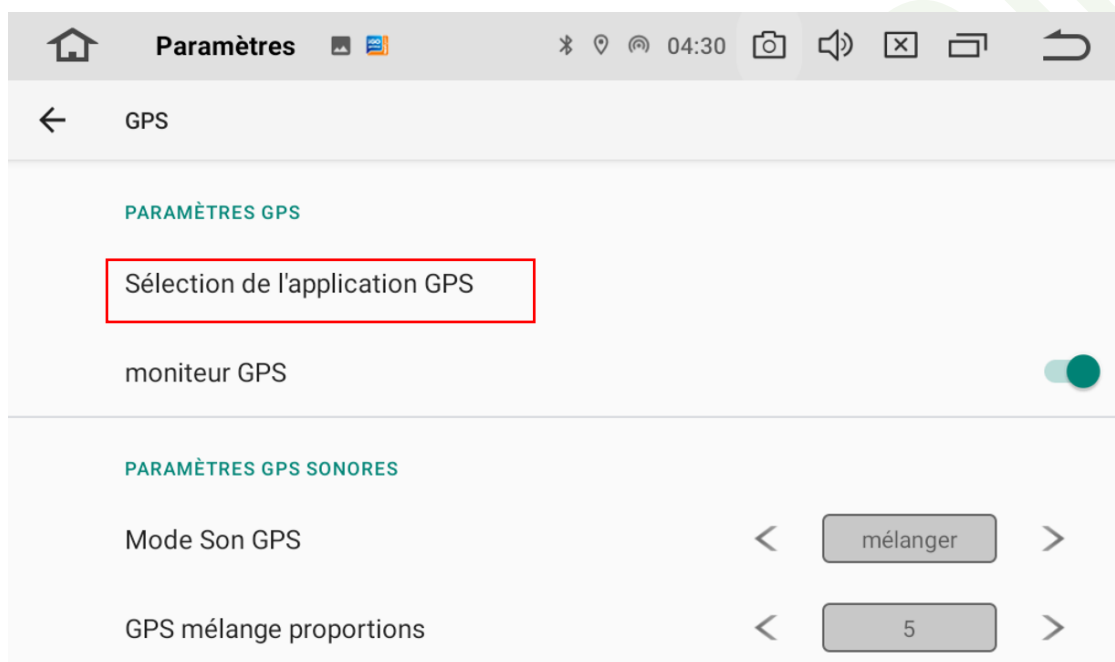 Paramètres 04:30
GPS
PARAMÈTRES GPS
Sélection de l'application GPS
moniteur GPS
PARAMÈTRES GPS SONORES
Mode Son GPS mélanger
GPS mélange proportions 5